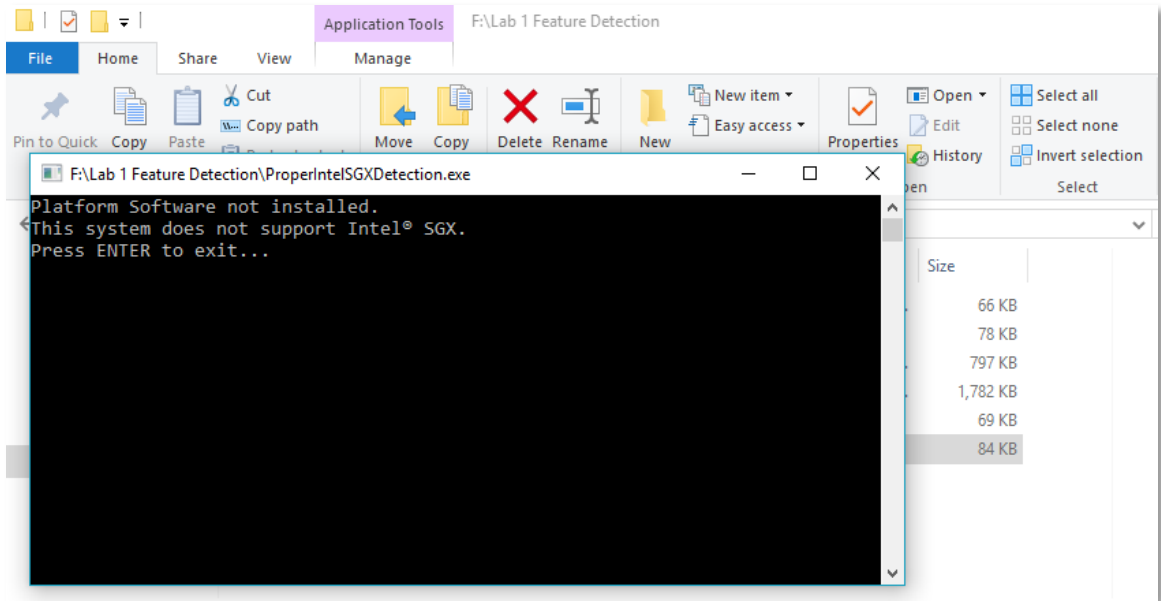 Application Tools F:\Lab 1 Feature Detection
File Home Share View Manage
Cut
Copy path
Pin to Quick Copy Paste
Move Copy Delete Rename New
New item
Easy access
Properties
Open
Edit
History
Select all
Select none
Invert selection
Select
F:\Lab 1 Feature Detection\ProperIntelSGXDetection.exe
Platform Software not installed.
This system does not support Intel® SGX.
Press ENTER to exit...
Size
66 KB
78 KB
797 KB
1,782 KB
69 KB
84 KB